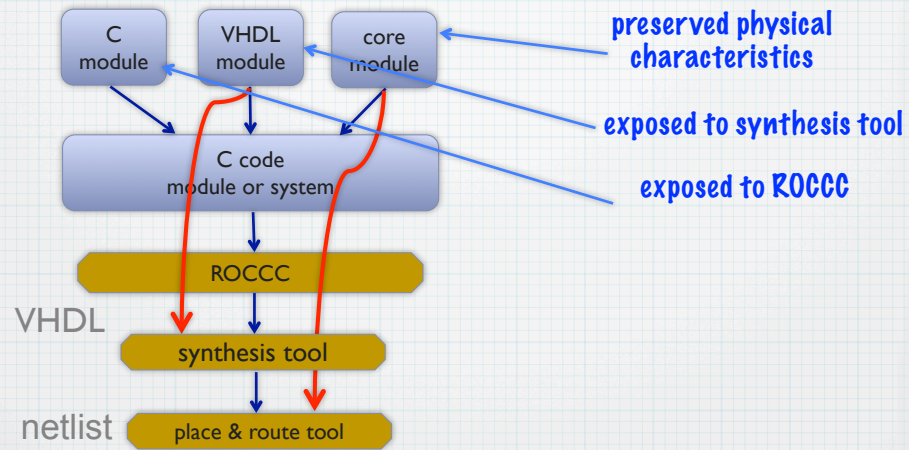 C
module
VHDL
module
core
module
preserved physical
characteristics
exposed to synthesis tool
C code
module or system
exposed to ROCCC
ROCCC
VHDL
synthesis tool
netlist
place & route tool